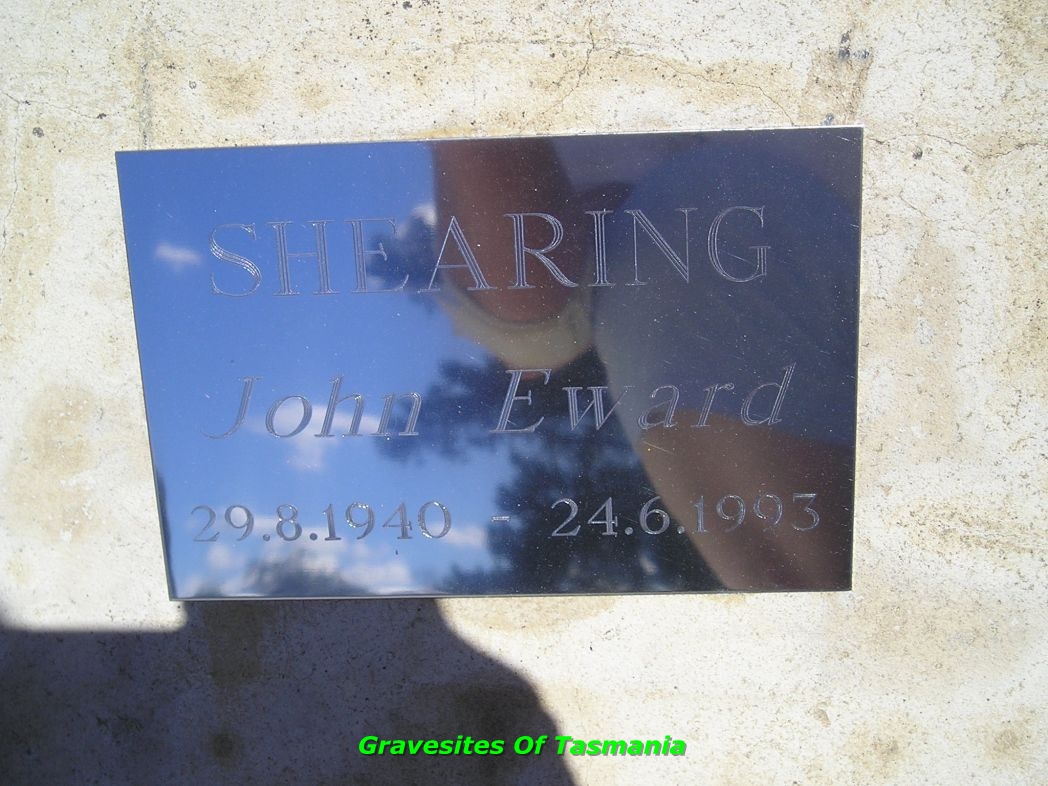 SHEARING
John Eward
29.8.1940 - 24.6.1993
Gravesites Of Tasmania